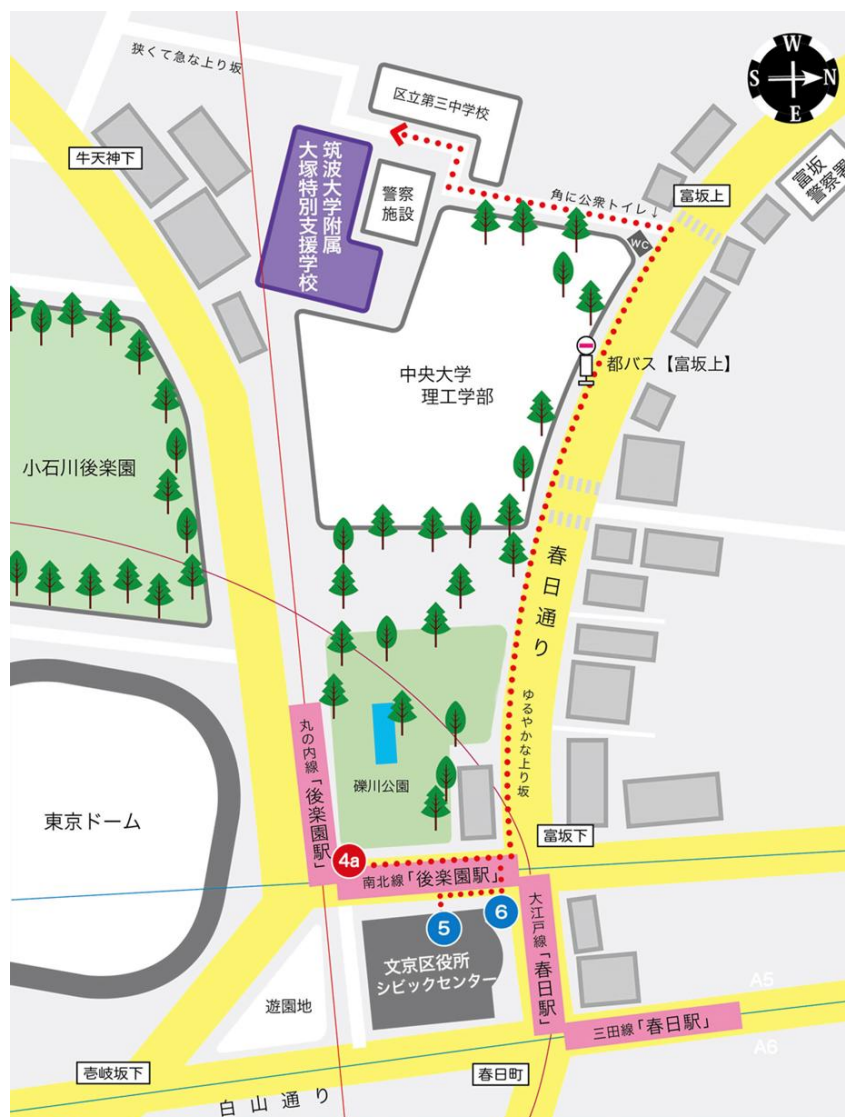 狭くて急な上り坂
W
S
N
E
区立第三中学校
牛天神下
筑波大学附属
大塚特別支援学校
警察
施設
角に公衆トイレ↓
富坂上
富坂
警察署
WC
中央大学
理工学部
都バス【富坂上】
小石川後楽園
春日通り
ゆるやかな上り坂
丸の内線「後楽園駅」
礫川公園
東京ドーム
4a
富坂下
南北線「後楽園駅」
5
6
大江戸線「春日駅」
文京区役所
シビックセンター
遊園地
A5
三田線「春日駅」
A6
壱岐坂下
春日町
白山通り